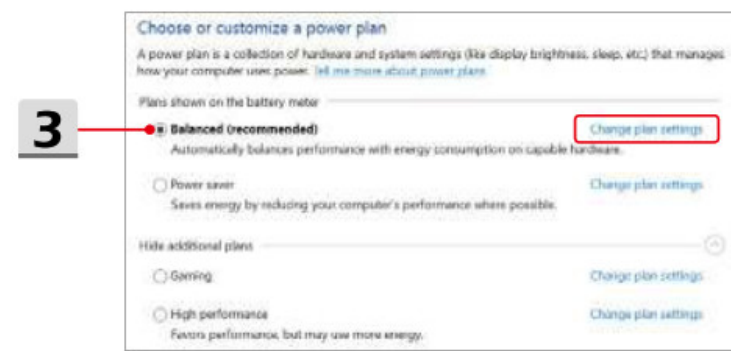 Choose or customize a power plan
A power plan is a collection of hardware and system settings (like display brightness, sleep, etc.) that manages
how your computer uses power. Tell me more about power plans
Plans shown on the battery meter
3
Balanced (recommended) Change plan settings
Automatically balances performance with energy consumption on capable hardware.
Power saver Change plan settings
Saves energy by reducing your computer's performance where possible.
Hide additional plans
Gaming Change plan settings
High performance Change plan settings
Favors performance, but may use more energy.